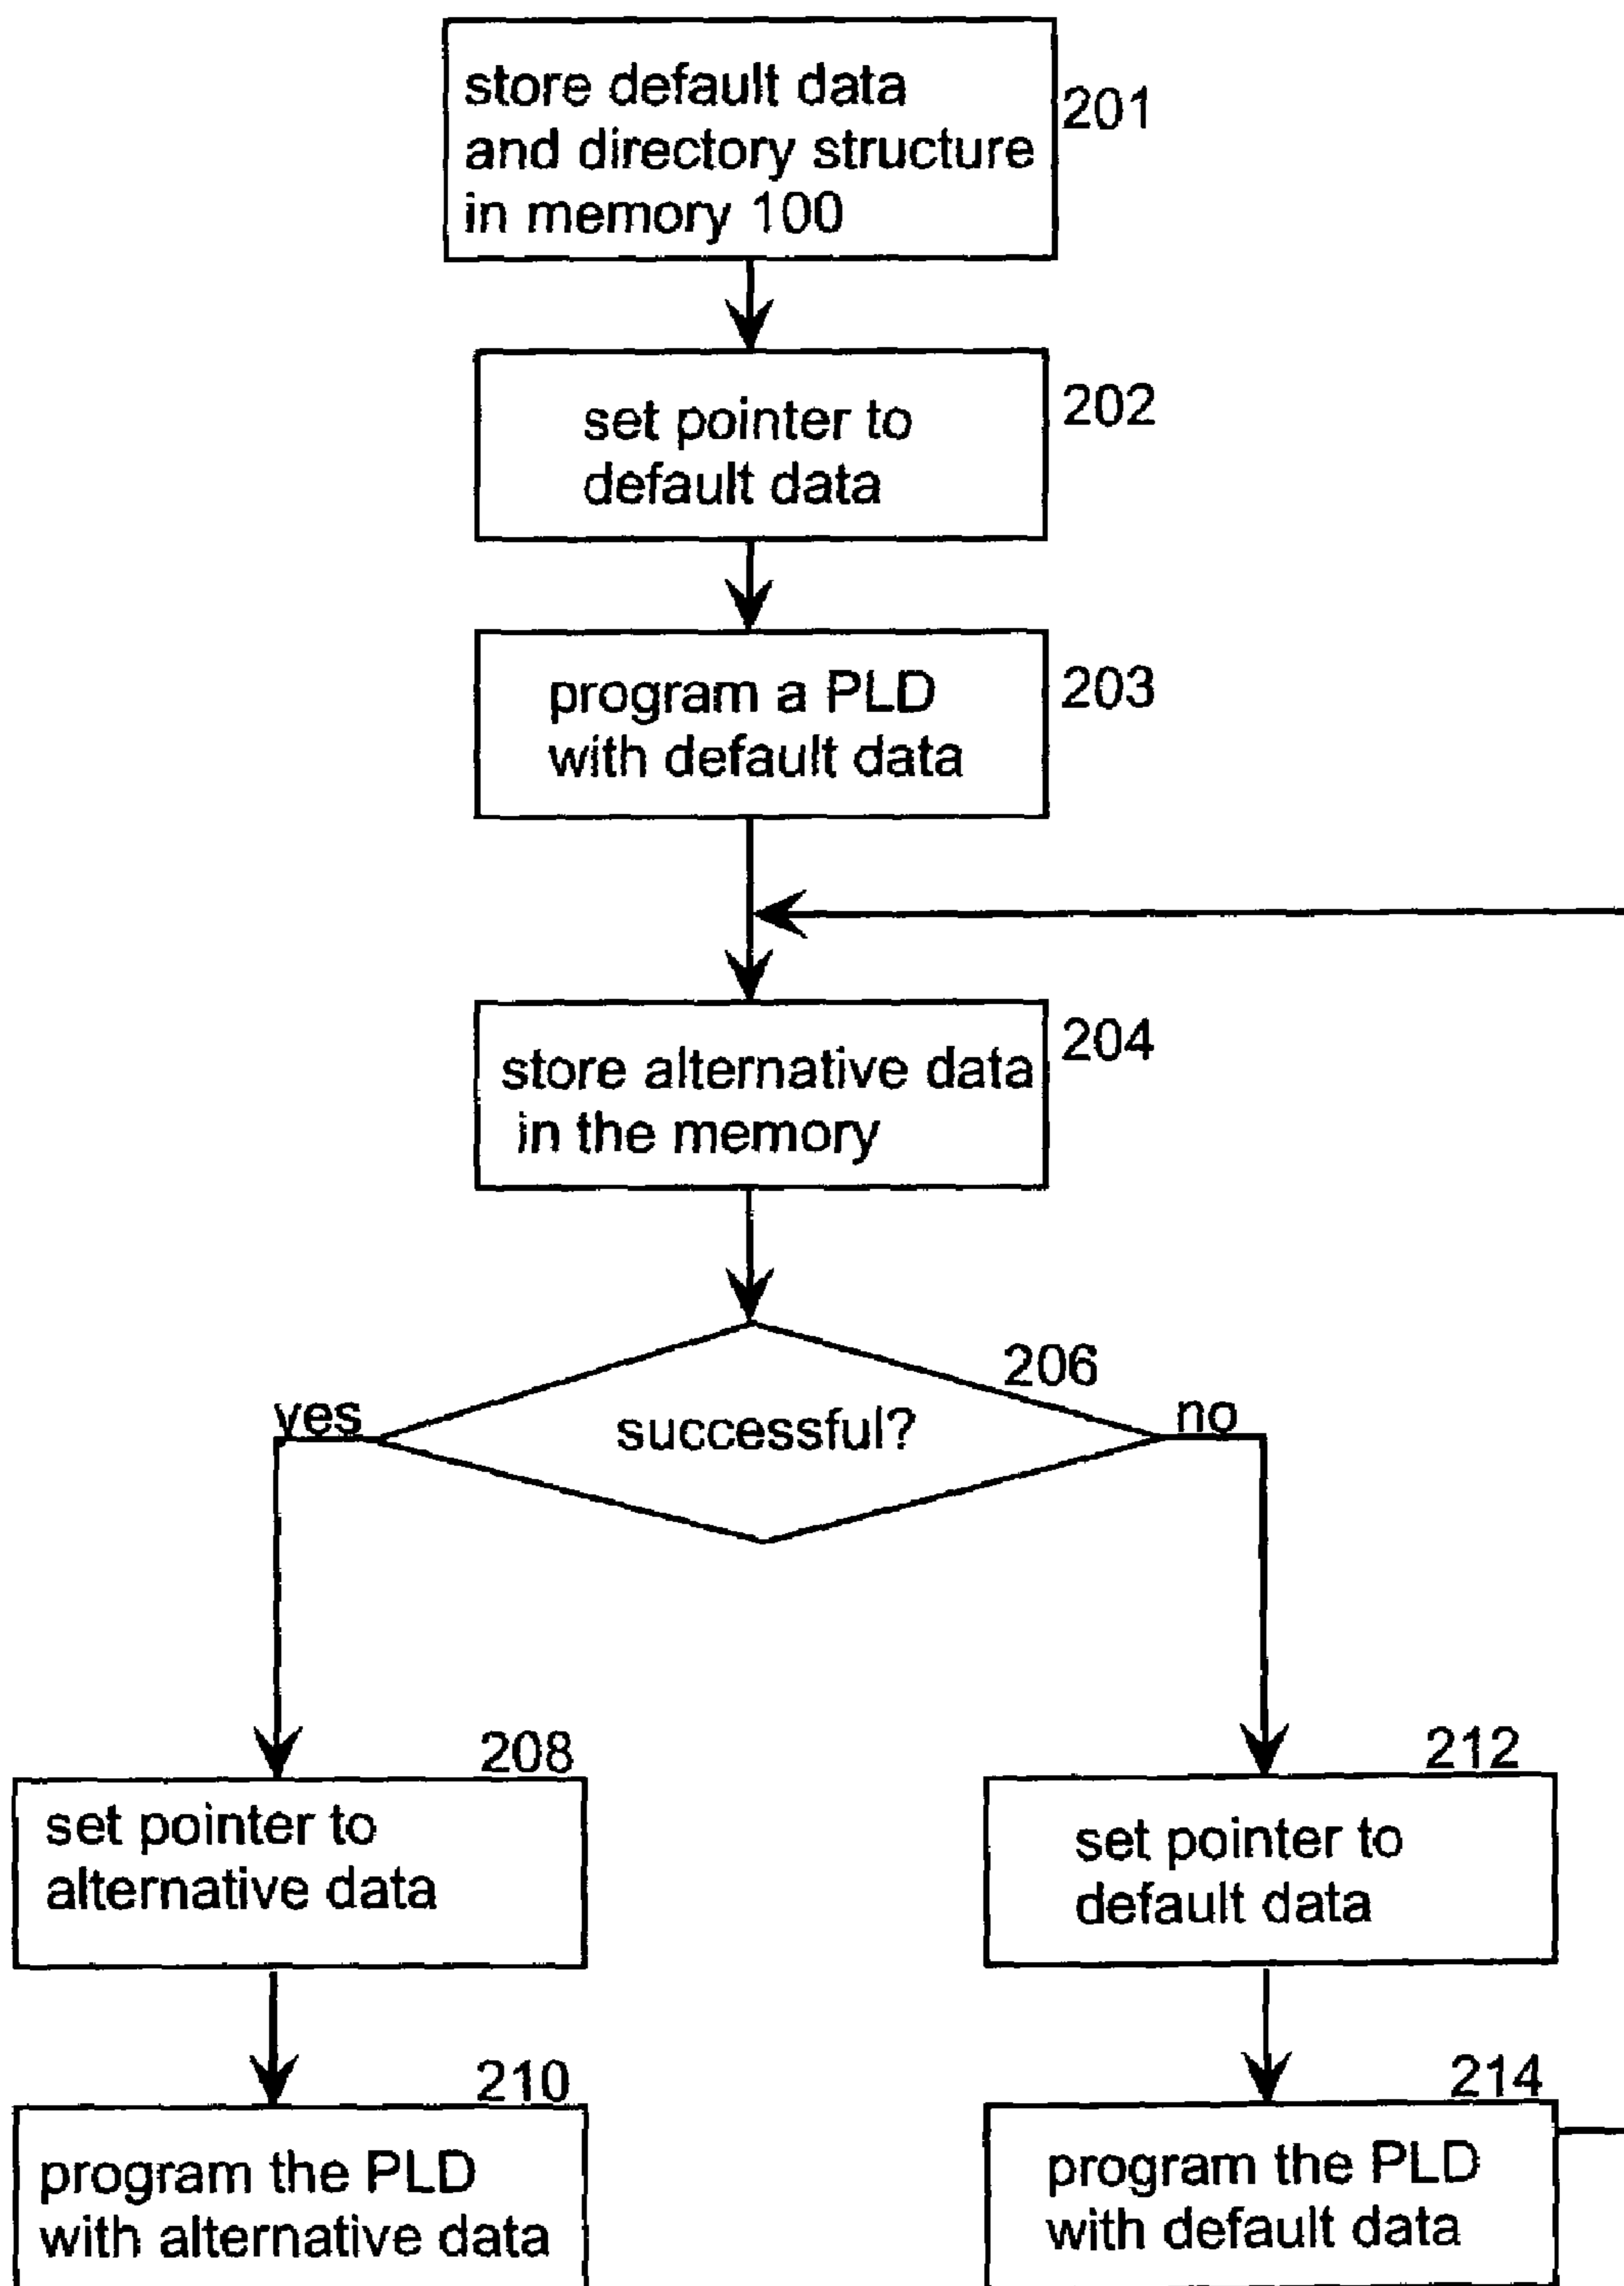 store default data
and directory structure
in memory 100
201
set pointer to
default data
202
program a PLD
with default data
203
store alternative data
in the memory
204
206
yes
successful?
no
208
set pointer to
alternative data
212
set pointer to
default data
210
program the PLD
with alternative data
214
program the PLD
with default data